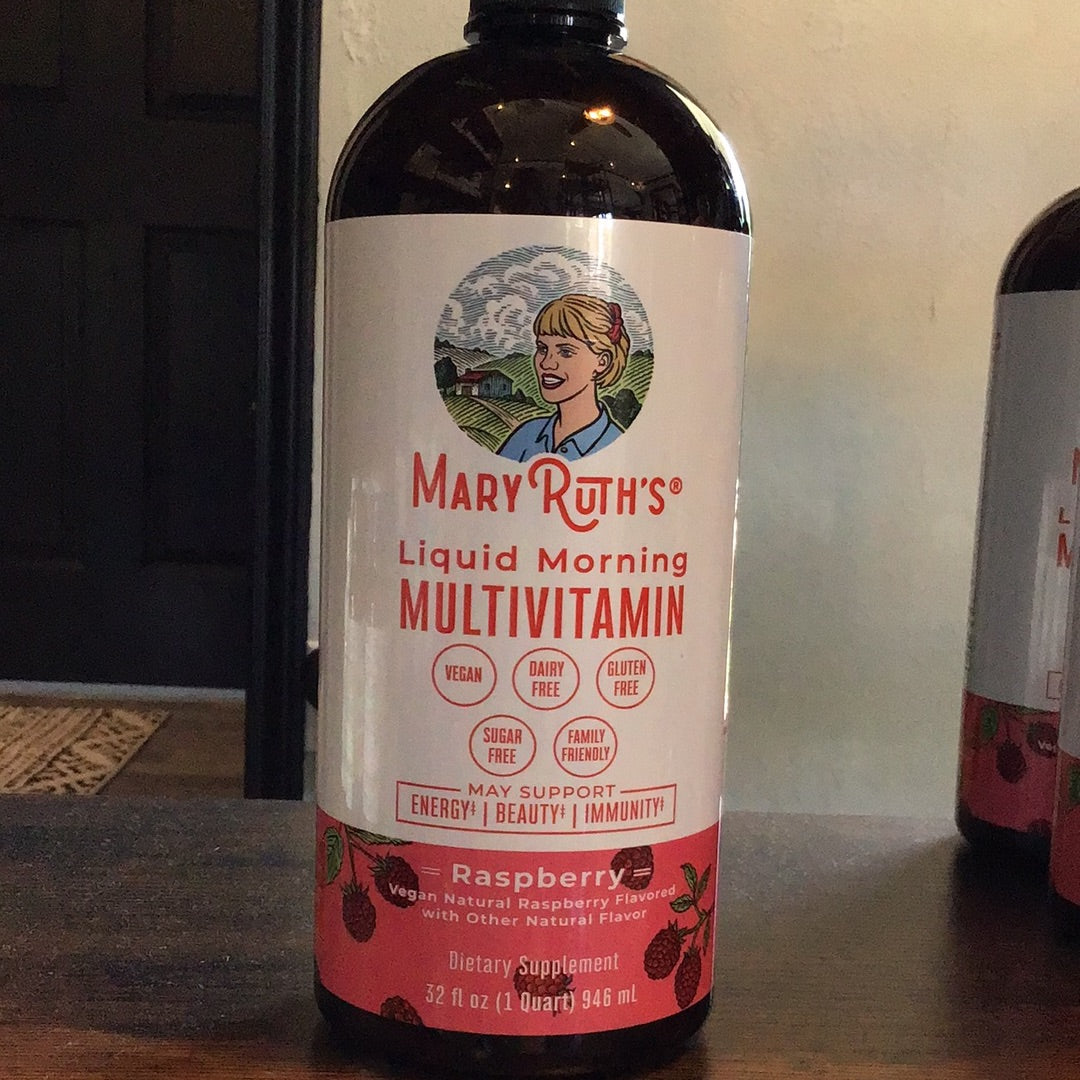 MARY RUTH'S®
Liquid Morning
MULTIVITAMIN
VEGAN
DAIRY
FREE
GLUTEN
FREE
SUGAR
FREE
FAMILY
FRIENDLY
MAY SUPPORT
ENERGY‡ | BEAUTY‡ | IMMUNITY‡
Raspberry
Vegan Natural Raspberry Flavored
with Other Natural Flavor
Dietary Supplement
32 fl oz (1 Quart) 946 mL